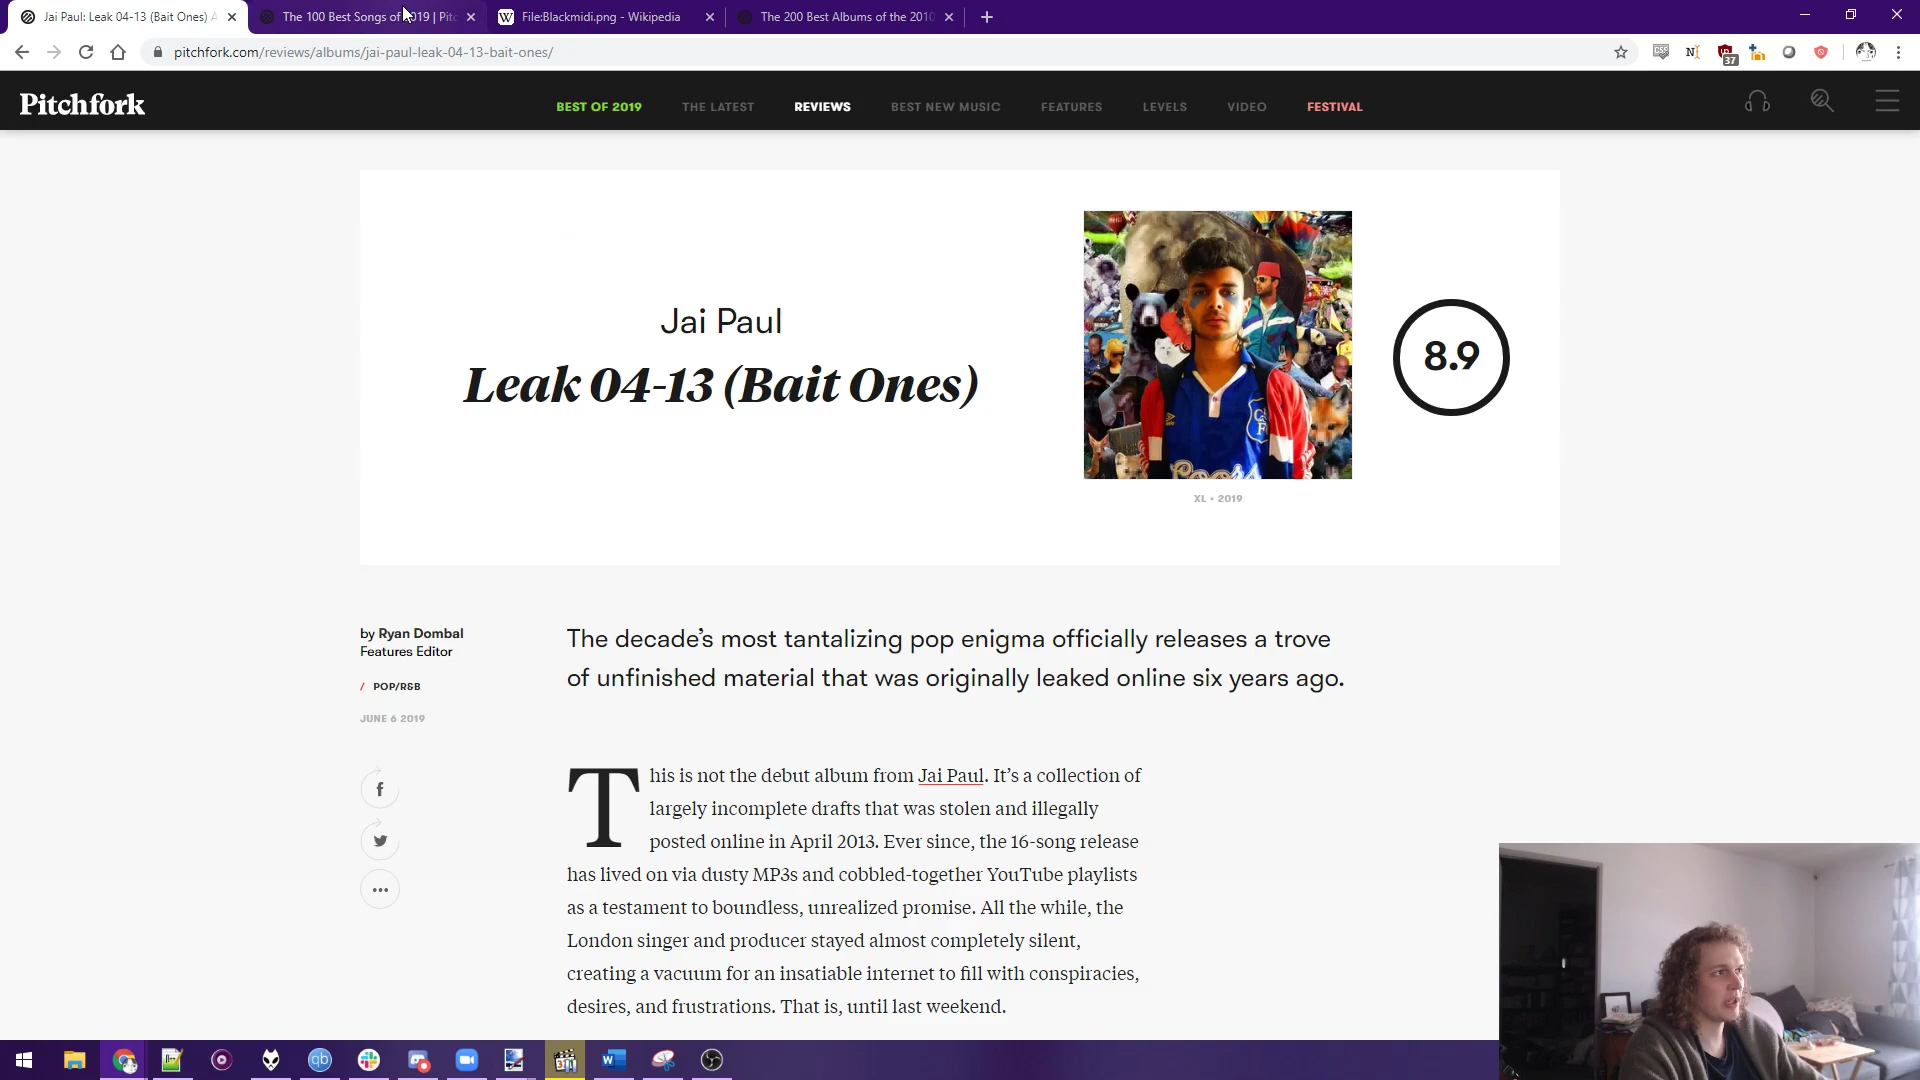 Jai Paul: Leak 04-13 (Bait Ones) A
The 100 Best Songs of 2019 | Pitc
File:Blackmidi.png - Wikipedia
The 200 Best Albums of the 2010
pitchfork.com/reviews/albums/jai-paul-leak-04-13-bait-ones/
37
Pitchfork
BEST OF 2019
THE LATEST
REVIEWS
BEST NEW MUSIC
FEATURES
LEVELS
VIDEO
FESTIVAL
Jai Paul
Leak 04-13 (Bait Ones)
8.9
XL • 2019
by Ryan Dombal
Features Editor
/ POP/R&B
JUNE 6 2019
The decade’s most tantalizing pop enigma officially releases a trove
of unfinished material that was originally leaked online six years ago.
This is not the debut album from Jai Paul. It’s a collection of
largely incomplete drafts that was stolen and illegally
posted online in April 2013. Ever since, the 16-song release
has lived on via dusty MP3s and cobbled-together YouTube playlists
as a testament to boundless, unrealized promise. All the while, the
London singer and producer stayed almost completely silent,
creating a vacuum for an insatiable internet to fill with conspiracies,
desires, and frustrations. That is, until last weekend.